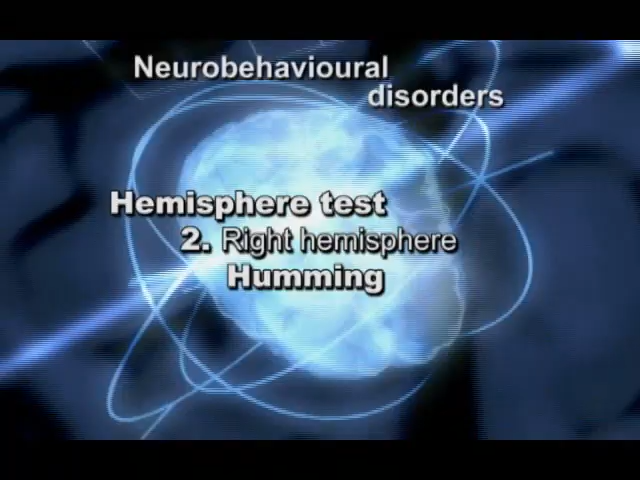 Neurobehavioural
disorders
Hemisphere test
2. Right hemisphere
Humming